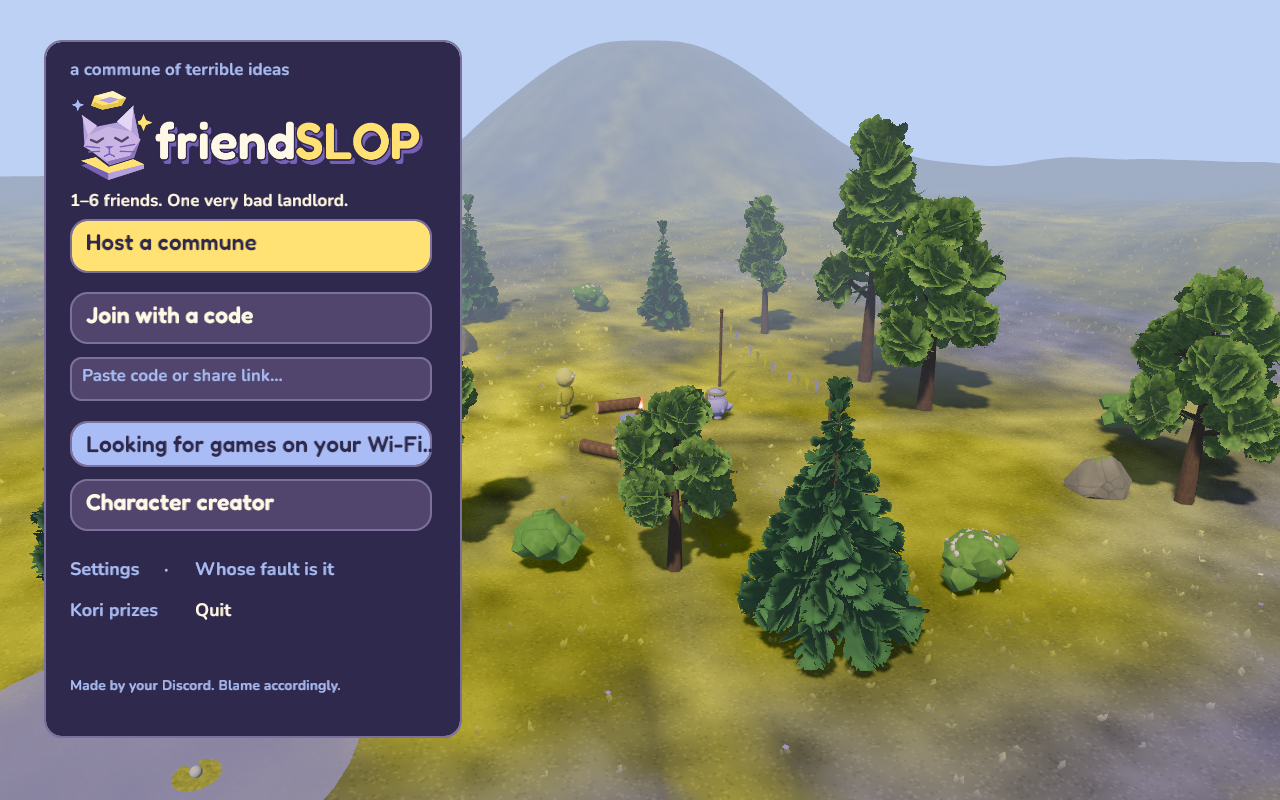 a commune of terrible ideas
friendSLOP
1–6 friends. One very bad landlord.
Host a commune
Join with a code
Paste code or share link...
Looking for games on your Wi-Fi..
Character creator
Settings · Whose fault is it
Kori prizes Quit
Made by your Discord. Blame accordingly.